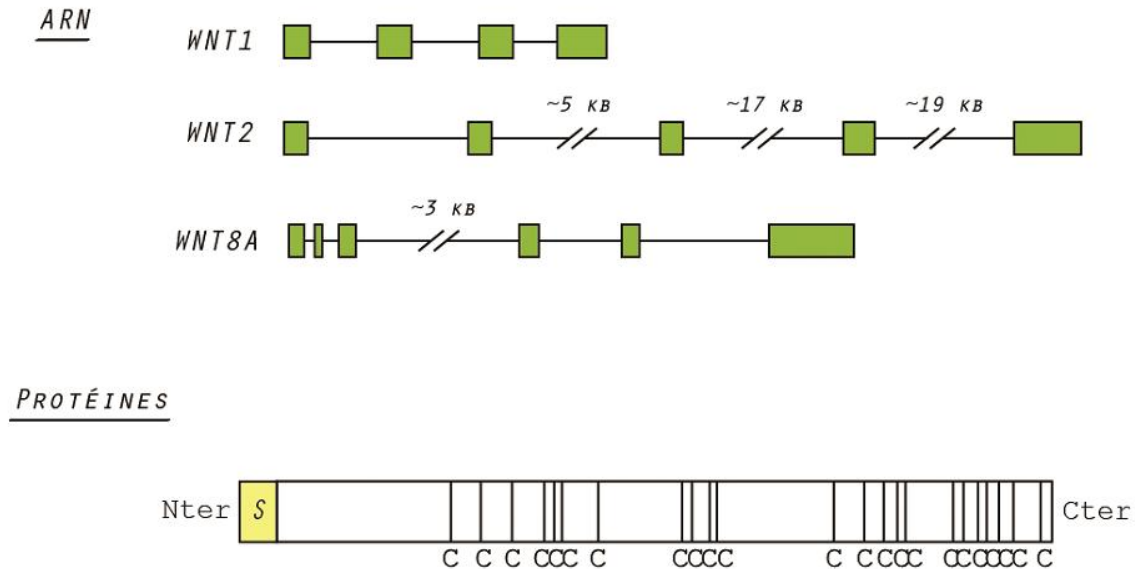 ARN
WNT1
~5 KB ~17 KB ~19 KB
WNT2
~3 KB
WNT8A
PROTÉINES
Nter S Cter
C C C CCC C CCCC C C CCC CCCCCC C